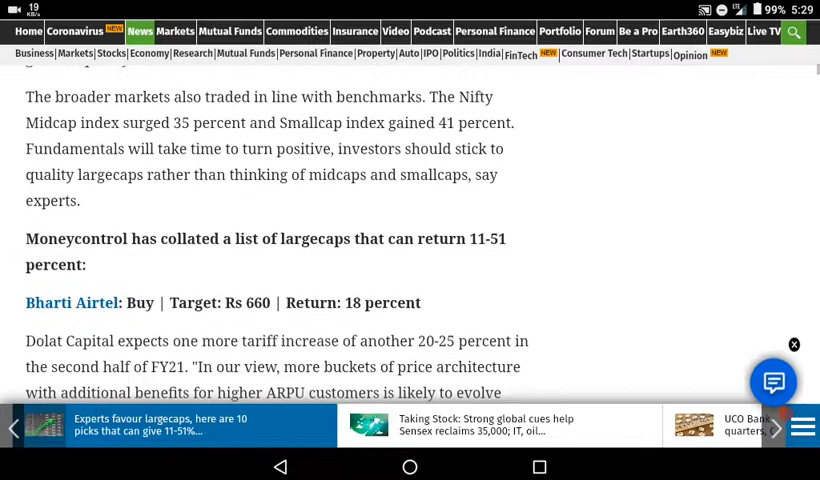 19
KB/s
LTE
99% 5:29
Home Coronavirus NEW News Markets Mutual Funds Commodities Insurance Video Podcast Personal Finance Portfolio Forum Be a Pro Earth360 Easybiz Live TV
Business| Markets| Stocks| Economy| Research| Mutual Funds| Personal Finance| Property| Auto| IPO| Politics| India| FinTech NEW Consumer Tech| Startups| Opinion NEW
The broader markets also traded in line with benchmarks. The Nifty
Midcap index surged 35 percent and Smallcap index gained 41 percent.
Fundamentals will take time to turn positive, investors should stick to
quality largecaps rather than thinking of midcaps and smallcaps, say
experts.
Moneycontrol has collated a list of largecaps that can return 11-51
percent:
Bharti Airtel: Buy | Target: Rs 660 | Return: 18 percent
Dolat Capital expects one more tariff increase of another 20-25 percent in
the second half of FY21. "In our view, more buckets of price architecture
with additional benefits for higher ARPU customers is likely to evolve
Experts favour largecaps, here are 10
picks that can give 11-51%...
Taking Stock: Strong global cues help
Sensex reclaims 35,000; IT, oil...
UCO Bank
quarters,